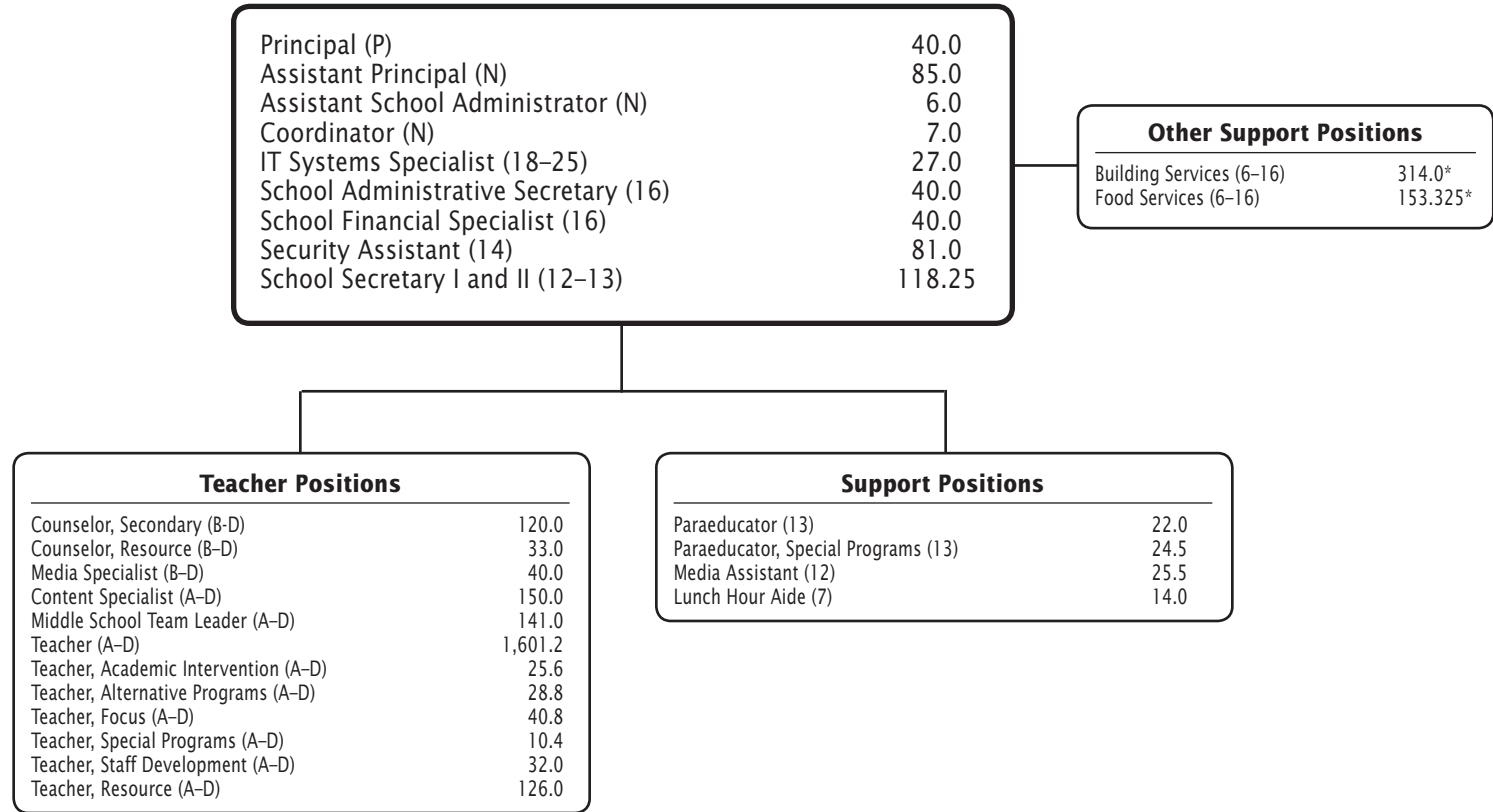 Principal (P) 40.0
Assistant Principal (N) 85.0
Assistant School Administrator (N) 6.0
Coordinator (N) 7.0
IT Systems Specialist (18–25) 27.0
School Administrative Secretary (16) 40.0
School Financial Specialist (16) 40.0
Security Assistant (14) 81.0
School Secretary I and II (12–13) 118.25
Other Support Positions
Building Services (6–16) 314.0*
Food Services (6–16) 153.325*
Teacher Positions
Counselor, Secondary (B-D) 120.0
Counselor, Resource (B–D) 33.0
Media Specialist (B–D) 40.0
Content Specialist (A–D) 150.0
Middle School Team Leader (A–D) 141.0
Teacher (A–D) 1,601.2
Teacher, Academic Intervention (A–D) 25.6
Teacher, Alternative Programs (A–D) 28.8
Teacher, Focus (A–D) 40.8
Teacher, Special Programs (A–D) 10.4
Teacher, Staff Development (A–D) 32.0
Teacher, Resource (A–D) 126.0
Support Positions
Paraeducator (13) 22.0
Paraeducator, Special Programs (13) 24.5
Media Assistant (12) 25.5
Lunch Hour Aide (7) 14.0